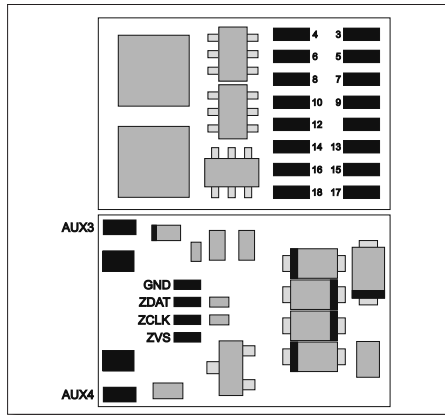 4 3
6 5
8 7
10 9
12
14 13
16 15
18 17
AUX3
GND
ZDAT
ZCLK
ZVS
AUX4